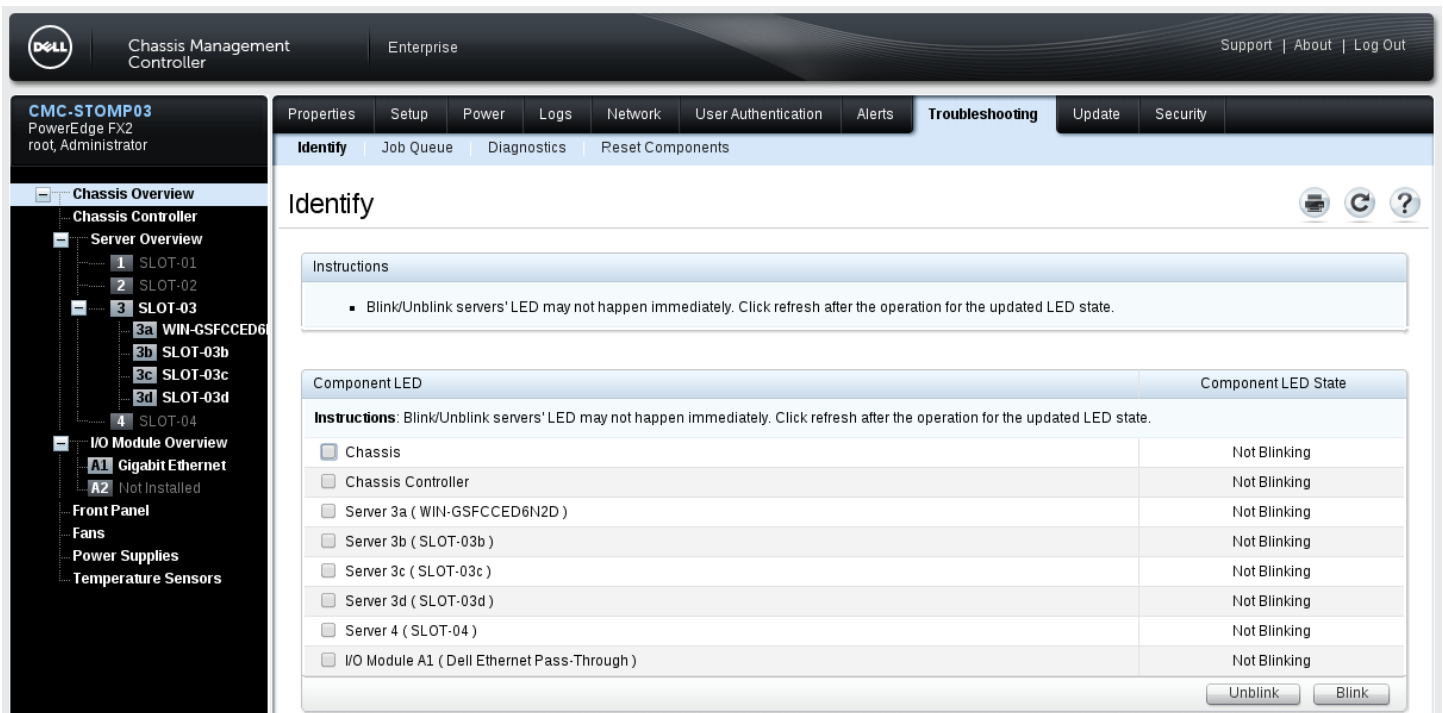 DELL
Chassis Management
Controller
Enterprise
Support | About | Log Out
CMC-STOMP03
PowerEdge FX2
root, Administrator
Properties Setup Power Logs Network User Authentication Alerts Troubleshooting Update Security
Identify Job Queue Diagnostics Reset Components
Chassis Overview
Chassis Controller
Server Overview
1 SLOT-01
2 SLOT-02
3 SLOT-03
3a WIN-GSFCCED6
3b SLOT-03b
3c SLOT-03c
3d SLOT-03d
4 SLOT-04
I/O Module Overview
A1 Gigabit Ethernet
A2 Not Installed
Front Panel
Fans
Power Supplies
Temperature Sensors
Identify
Instructions
▪ Blink/Unblink servers' LED may not happen immediately. Click refresh after the operation for the updated LED state.
Component LED Component LED State
Instructions: Blink/Unblink servers' LED may not happen immediately. Click refresh after the operation for the updated LED state.
Chassis Not Blinking
Chassis Controller Not Blinking
Server 3a ( WIN-GSFCCED6N2D ) Not Blinking
Server 3b ( SLOT-03b ) Not Blinking
Server 3c ( SLOT-03c ) Not Blinking
Server 3d ( SLOT-03d ) Not Blinking
Server 4 ( SLOT-04 ) Not Blinking
I/O Module A1 ( Dell Ethernet Pass-Through ) Not Blinking
Unblink Blink